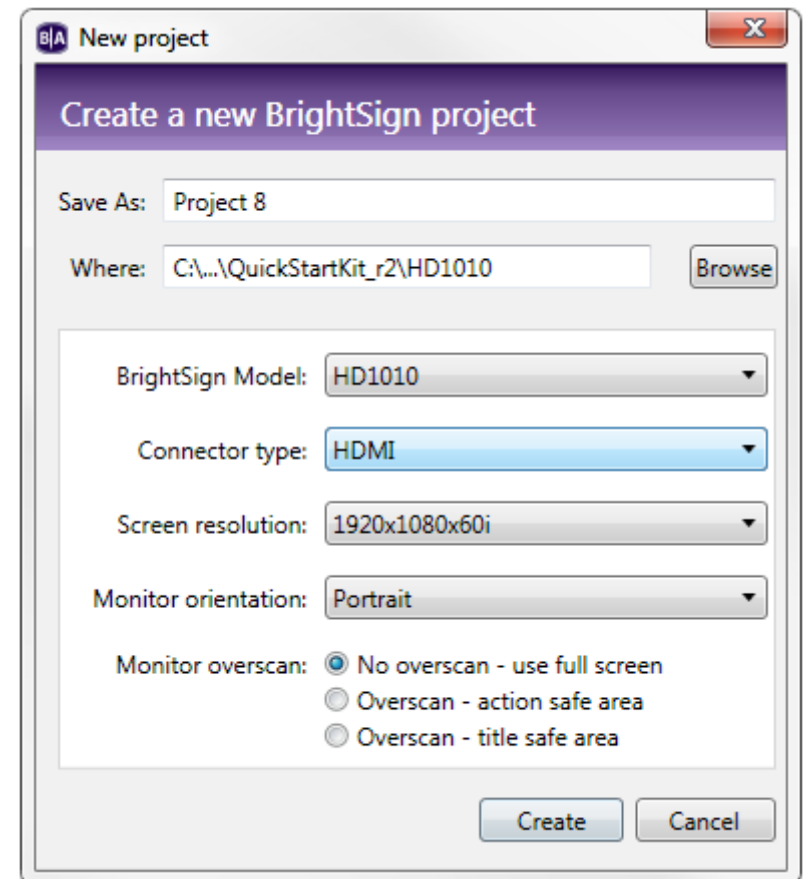 B|A New project
Create a new BrightSign project
Save As: Project 8
Where: C:\...\QuickStartKit_r2\HD1010 Browse
BrightSign Model: HD1010
Connector type: HDMI
Screen resolution: 1920x1080x60i
Monitor orientation: Portrait
Monitor overscan: No overscan - use full screen
Overscan - action safe area
Overscan - title safe area
Create Cancel